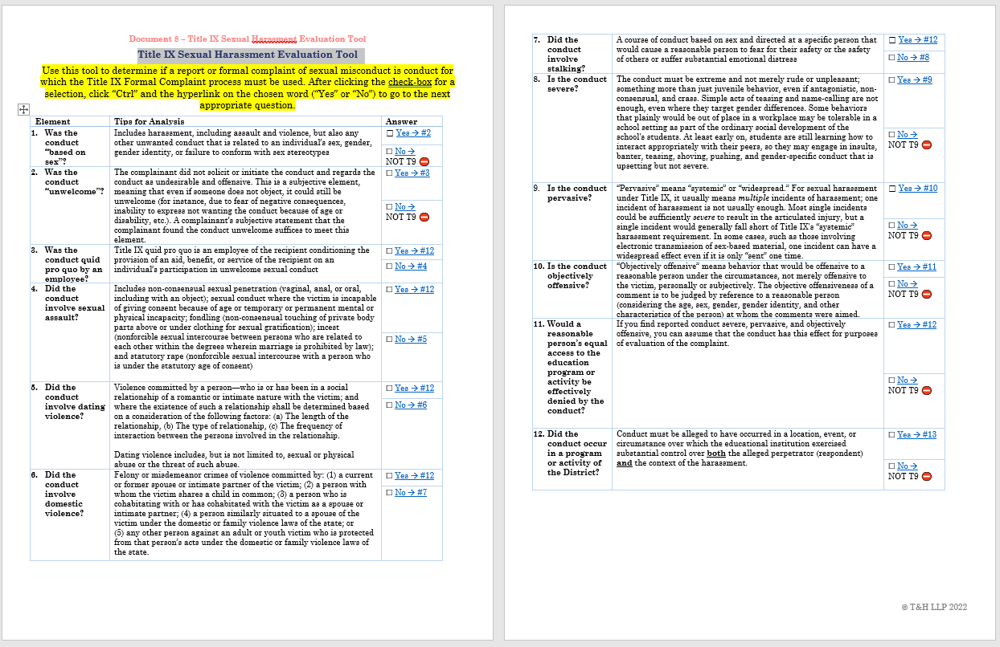 Document 8 – Title IX Sexual Harssment Evaluation Tool
Title IX Sexual Harassment Evaluation Tool
Use this tool to determine if a report or formal complaint of sexual misconduct is conduct for
which the Title IX Formal Complaint process must be used. After clicking the check-box for a
selection, click “Ctrl” and the hyperlink on the chosen word (“Yes” or “No”) to go to the next
appropriate question.
Element Tips for Analysis Answer
1. Was the
conduct
“based on
sex”?
Includes harassment, including assault and violence, but also any
other unwanted conduct that is related to an individual’s sex, gender,
gender identity, or failure to conform with sex stereotypes
☐ Yes → #2
☐ No →
NOT T9 ⛔
2. Was the
conduct
“unwelcome”?
The complainant did not solicit or initiate the conduct and regards the
conduct as undesirable and offensive. This is a subjective element,
meaning that even if someone does not object, it could still be
unwelcome (for instance, due to fear of negative consequences,
inability to express not wanting the conduct because of age or
disability, etc.). A complainant’s subjective statement that the
complainant found the conduct unwelcome suffices to meet this
element.
☐ Yes → #3
☐ No →
NOT T9 ⛔
3. Was the
conduct quid
pro quo by an
employee?
Title IX quid pro quo is an employee of the recipient conditioning the
provision of an aid, benefit, or service of the recipient on an
individual’s participation in unwelcome sexual conduct
☐ Yes → #12
☐ No → #4
4. Did the
conduct
involve sexual
assault?
Includes non-consensual sexual penetration (vaginal, anal, or oral,
including with an object); sexual conduct where the victim is incapable
of giving consent because of age or temporary or permanent mental or
physical incapacity; fondling (non-consensual touching of private body
parts above or under clothing for sexual gratification); incest
(nonforcible sexual intercourse between persons who are related to
each other within the degrees wherein marriage is prohibited by law);
and statutory rape (nonforcible sexual intercourse with a person who
is under the statutory age of consent)
☐ Yes → #12
☐ No → #5
5. Did the
conduct
involve dating
violence?
Violence committed by a person—who is or has been in a social
relationship of a romantic or intimate nature with the victim; and
where the existence of such a relationship shall be determined based
on a consideration of the following factors: (a) The length of the
relationship, (b) The type of relationship, (c) The frequency of
interaction between the persons involved in the relationship.
Dating violence includes, but is not limited to, sexual or physical
abuse or the threat of such abuse.
☐ Yes → #12
☐ No → #6
6. Did the
conduct
involve
domestic
violence?
Felony or misdemeanor crimes of violence committed by: (1) a current
or former spouse or intimate partner of the victim; (2) a person with
whom the victim shares a child in common; (3) a person who is
cohabitating with or has cohabitated with the victim as a spouse or
intimate partner; (4) a person similarly situated to a spouse of the
victim under the domestic or family violence laws of the state; or
(5) any other person against an adult or youth victim who is protected
from that person’s acts under the domestic or family violence laws of
the state.
☐ Yes → #12
☐ No → #7
7. Did the
conduct
involve
stalking?
A course of conduct based on sex and directed at a specific person that
would cause a reasonable person to fear for their safety or the safety
of others or suffer substantial emotional distress
☐ Yes → #12
☐ No → #8
8. Is the conduct
severe?
The conduct must be extreme and not merely rude or unpleasant;
something more than just juvenile behavior, even if antagonistic, non-
consensual, and crass. Simple acts of teasing and name-calling are not
enough, even where they target gender differences. Some behaviors
that plainly would be out of place in a workplace may be tolerable in a
school setting as part of the ordinary social development of the
school’s students. At least early on, students are still learning how to
interact appropriately with their peers, so they may engage in insults,
banter, teasing, shoving, pushing, and gender-specific conduct that is
upsetting but not severe.
☐ Yes → #9
☐ No →
NOT T9 ⛔
9. Is the conduct
pervasive?
“Pervasive” means “systemic” or “widespread.” For sexual harassment
under Title IX, it usually means multiple incidents of harassment; one
incident of harassment is not usually enough. Most single incidents
could be sufficiently severe to result in the articulated injury, but a
single incident would generally fall short of Title IX’s “systemic”
harassment requirement. In some cases, such as those involving
electronic transmission of sex-based material, one incident can have a
widespread effect even if it is only “sent” one time.
☐ Yes → #10
☐ No →
NOT T9 ⛔
10. Is the conduct
objectively
offensive?
“Objectively offensive” means behavior that would be offensive to a
reasonable person under the circumstances, not merely offensive to
the victim, personally or subjectively. The objective offensiveness of a
comment is to be judged by reference to a reasonable person
(considering the age, sex, gender, gender identity, and other
characteristics of the person) at whom the comments were aimed.
☐ Yes → #11
☐ No →
NOT T9 ⛔
11. Would a
reasonable
person’s equal
access to the
education
program or
activity be
effectively
denied by the
conduct?
If you find reported conduct severe, pervasive, and objectively
offensive, you can assume that the conduct has this effect for purposes
of evaluation of the complaint.
☐ Yes → #12
☐ No →
NOT T9 ⛔
12. Did the
conduct occur
in a program
or activity of
the District?
Conduct must be alleged to have occurred in a location, event, or
circumstance over which the educational institution exercised
substantial control over both the alleged perpetrator (respondent)
and the context of the harassment.
☐ Yes → #13
☐ No →
NOT T9 ⛔
© T&H LLP 2022